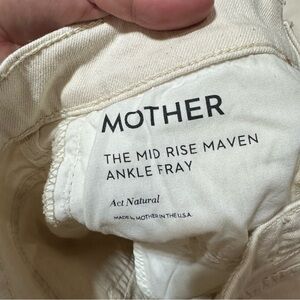 MOTHER
THE MID RISE MAVEN
ANKLE FRAY
Act Natural
MADE by MOTHER IN THE U.S.A.